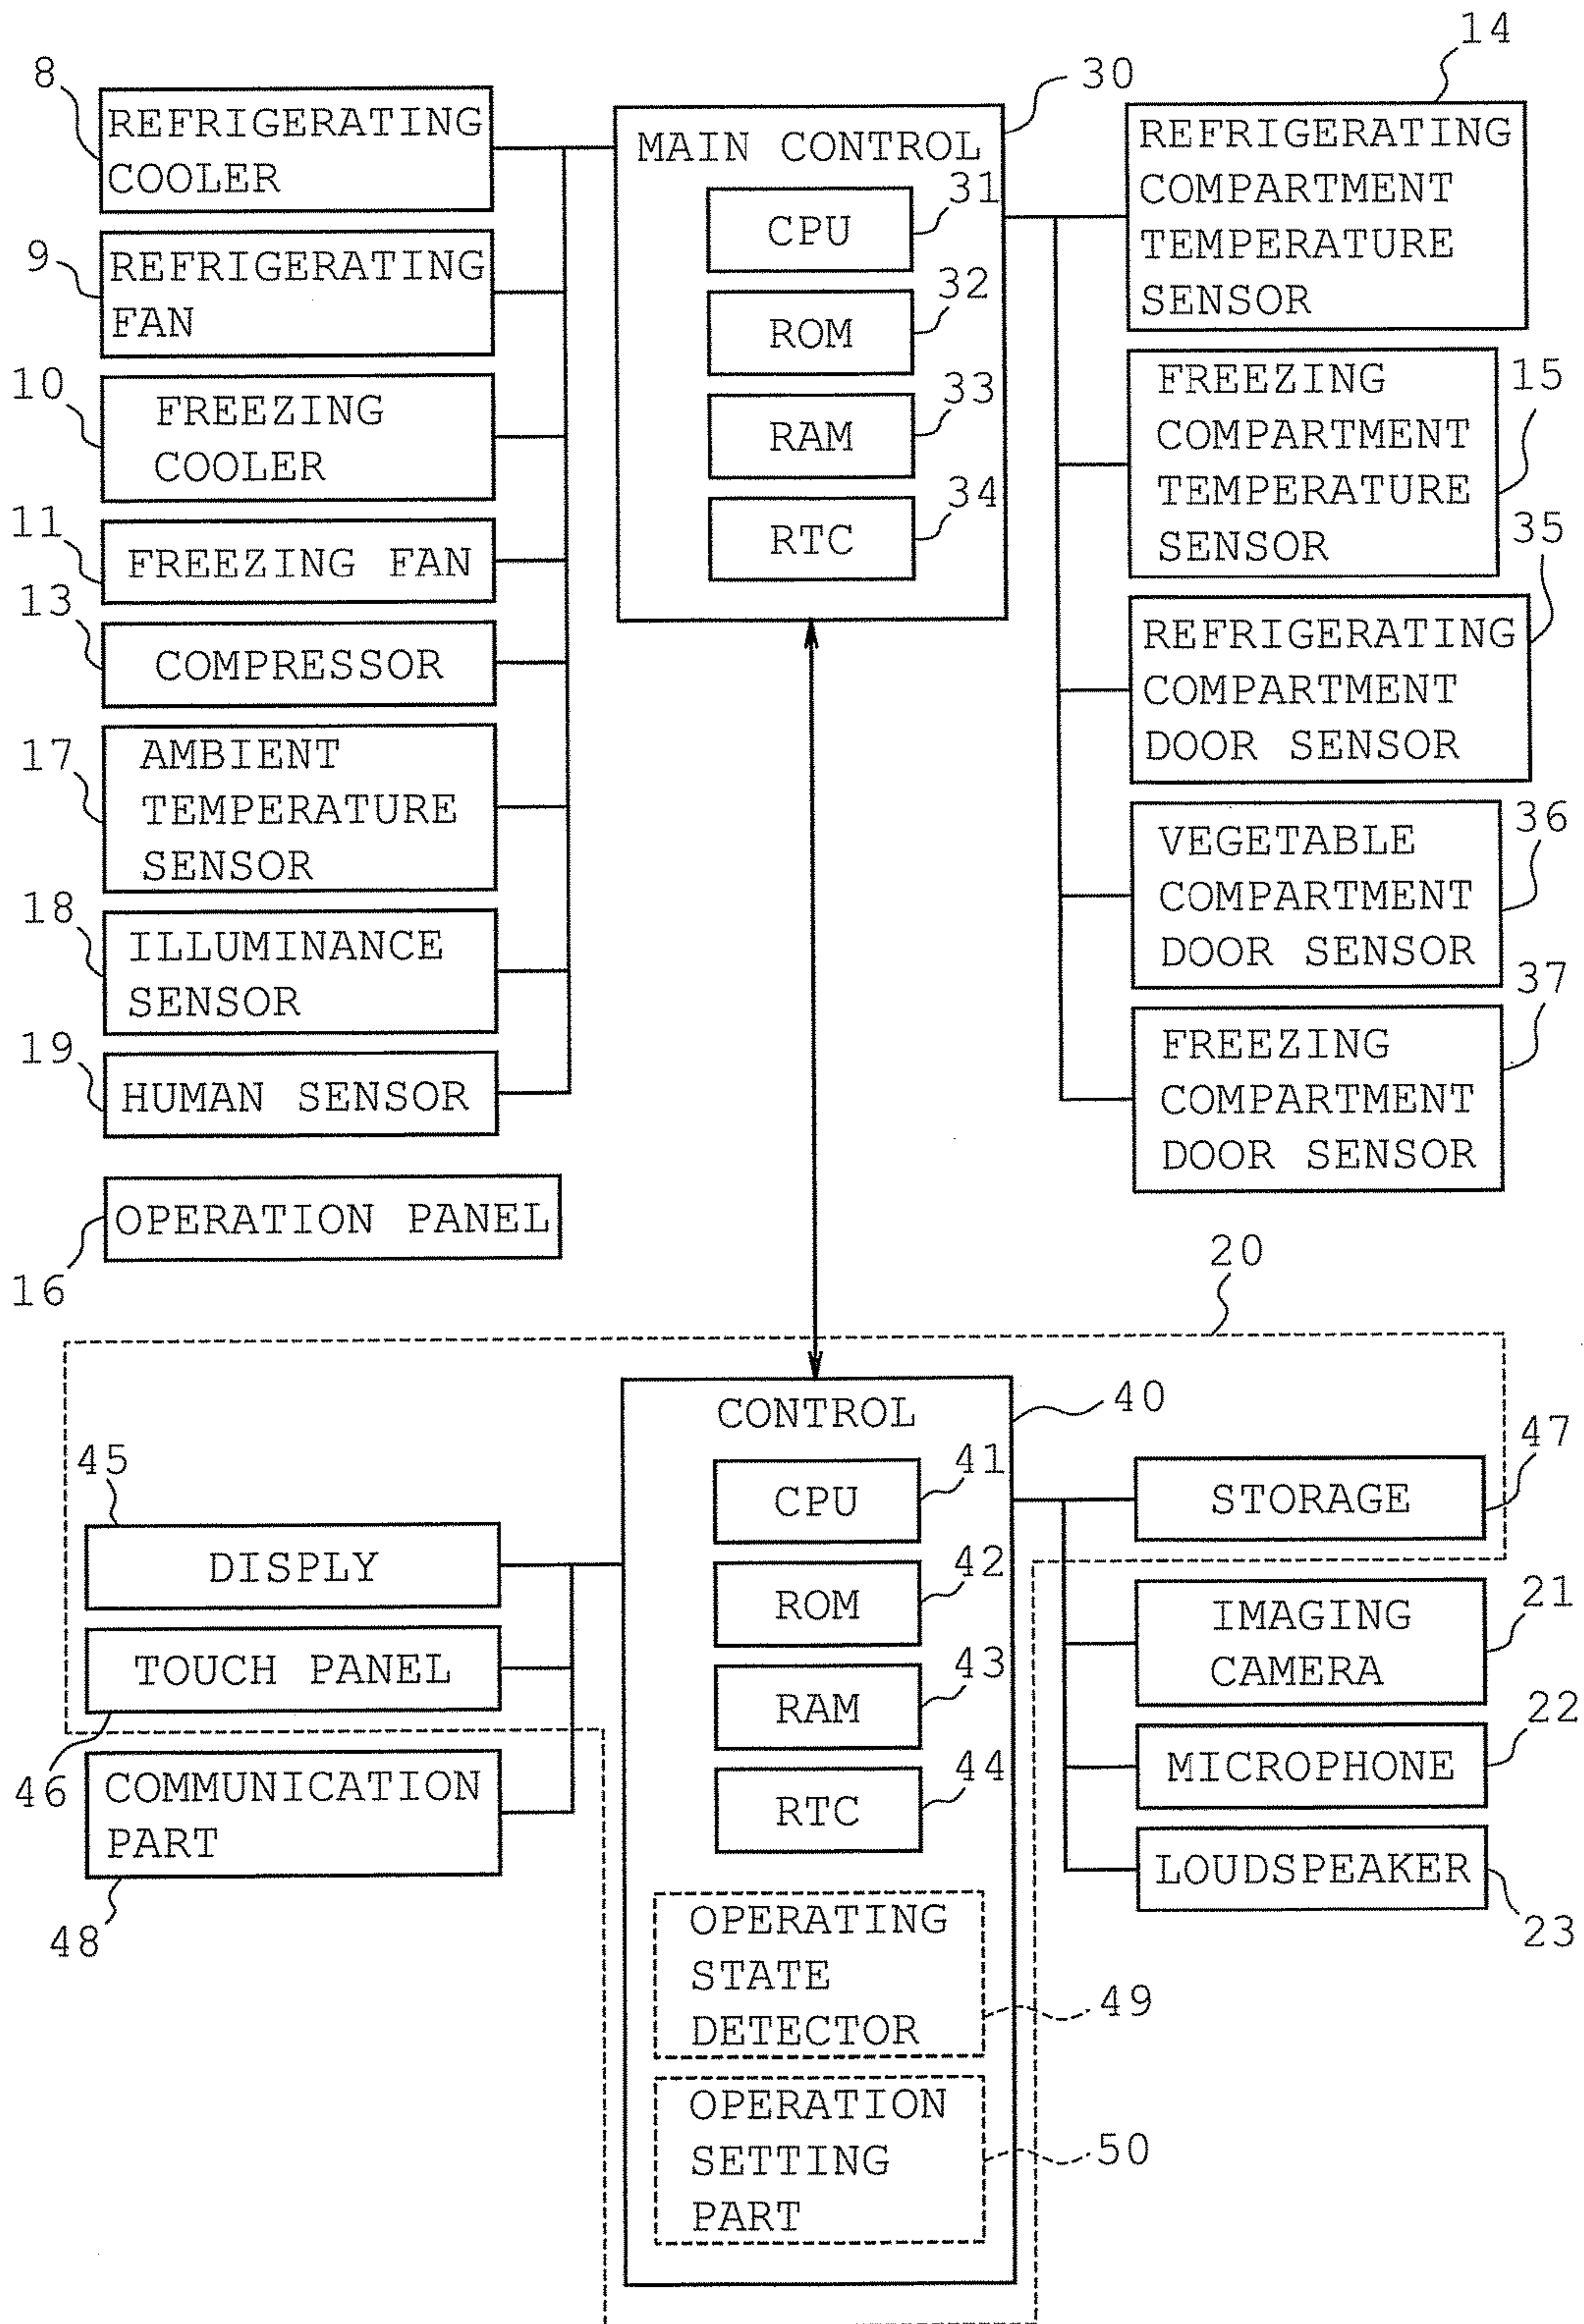 8
REFRIGERATING
COOLER
9
REFRIGERATING
FAN
10
FREEZING
COOLER
11
FREEZING FAN
13
COMPRESSOR
17
AMBIENT
TEMPERATURE
SENSOR
18
ILLUMINANCE
SENSOR
19
HUMAN SENSOR
OPERATION PANEL
16
30
MAIN CONTROL
31
CPU
32
ROM
33
RAM
34
RTC
14
REFRIGERATING
COMPARTMENT
TEMPERATURE
SENSOR
15
FREEZING
COMPARTMENT
TEMPERATURE
SENSOR
35
REFRIGERATING
COMPARTMENT
DOOR SENSOR
36
VEGETABLE
COMPARTMENT
DOOR SENSOR
37
FREEZING
COMPARTMENT
DOOR SENSOR
20
45
DISPLY
TOUCH PANEL
46
COMMUNICATION
PART
48
CONTROL
40
41
CPU
42
ROM
43
RAM
44
RTC
OPERATING
STATE
DETECTOR
49
OPERATION
SETTING
PART
50
47
STORAGE
21
IMAGING
CAMERA
22
MICROPHONE
LOUDSPEAKER
23